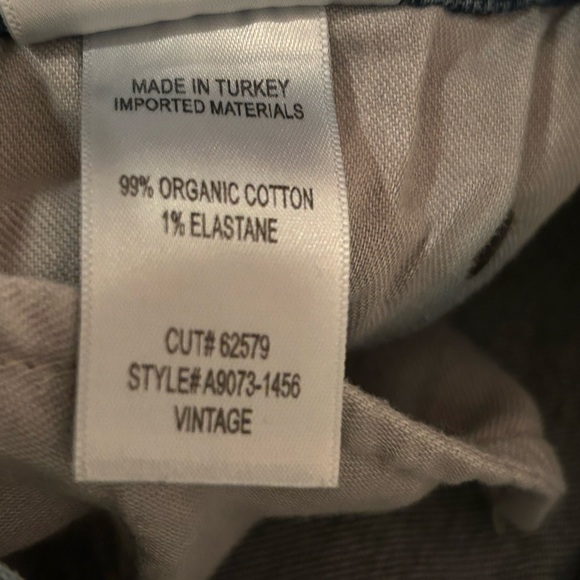 MADE IN TURKEY
IMPORTED MATERIALS
99% ORGANIC COTTON
1% ELASTANE
CUT# 62579
STYLE# A9073-1456
VINTAGE